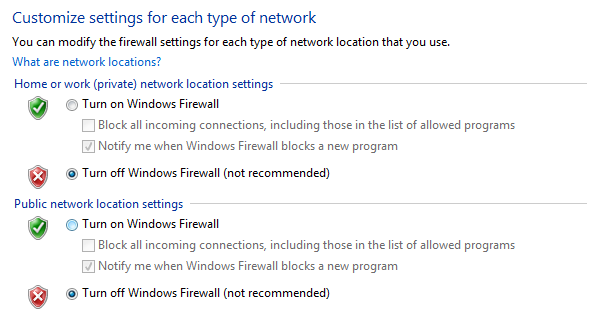 Customize settings for each type of network
You can modify the firewall settings for each type of network location that you use.
What are network locations?
Home or work (private) network location settings
Turn on Windows Firewall
Block all incoming connections, including those in the list of allowed programs
Notify me when Windows Firewall blocks a new program
Turn off Windows Firewall (not recommended)
Public network location settings
Turn on Windows Firewall
Block all incoming connections, including those in the list of allowed programs
Notify me when Windows Firewall blocks a new program
Turn off Windows Firewall (not recommended)